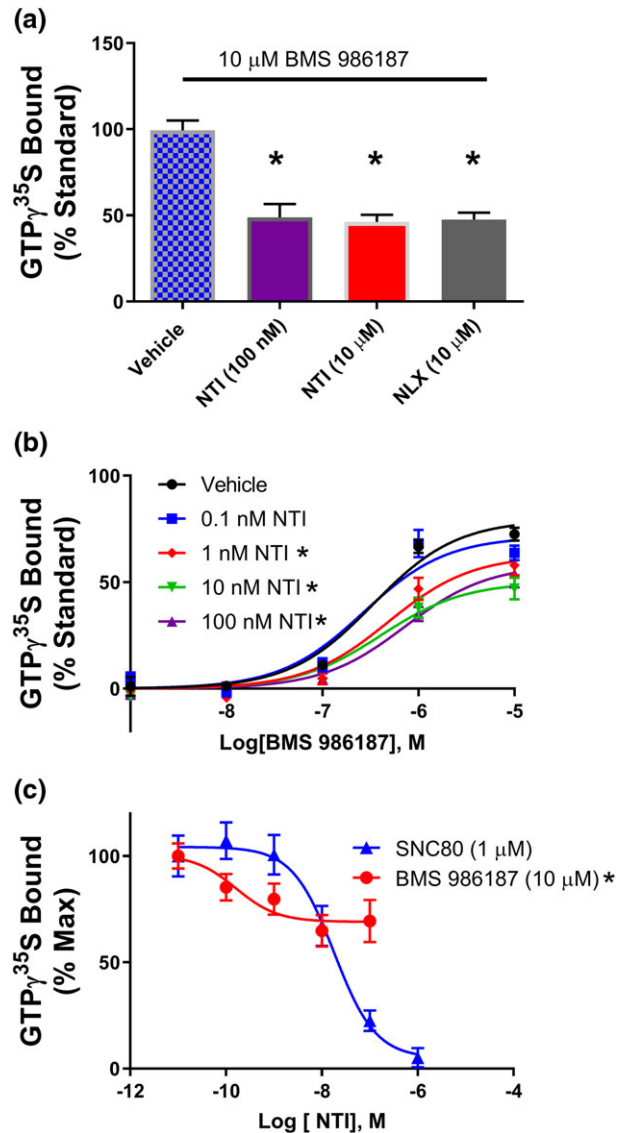 (a)
150
100
50
0
GTPγ³⁵S Bound
(% Standard)
10 μM BMS 986187
*
*
*
Vehicle
NTI (100 nM)
NTI (10 μM)
NLX (10 μM)
(b)
100
50
0
GTPγ³⁵S Bound
(% Standard)
Vehicle
0.1 nM NTI
1 nM NTI *
10 nM NTI *
100 nM NTI *
-8
-7
-6
-5
Log[BMS 986187], M
(c)
100
50
0
GTPγ³⁵S Bound
(% Max)
SNC80 (1 μM)
BMS 986187 (10 μM) *
-12
-10
-8
-6
-4
Log [ NTI], M